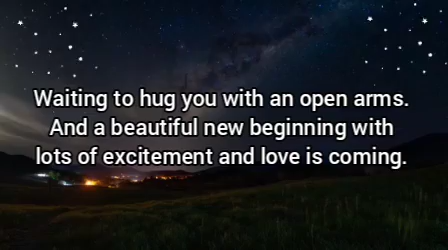 Waiting to hug you with an open arms.
And a beautiful new beginning with
lots of excitement and love is coming.